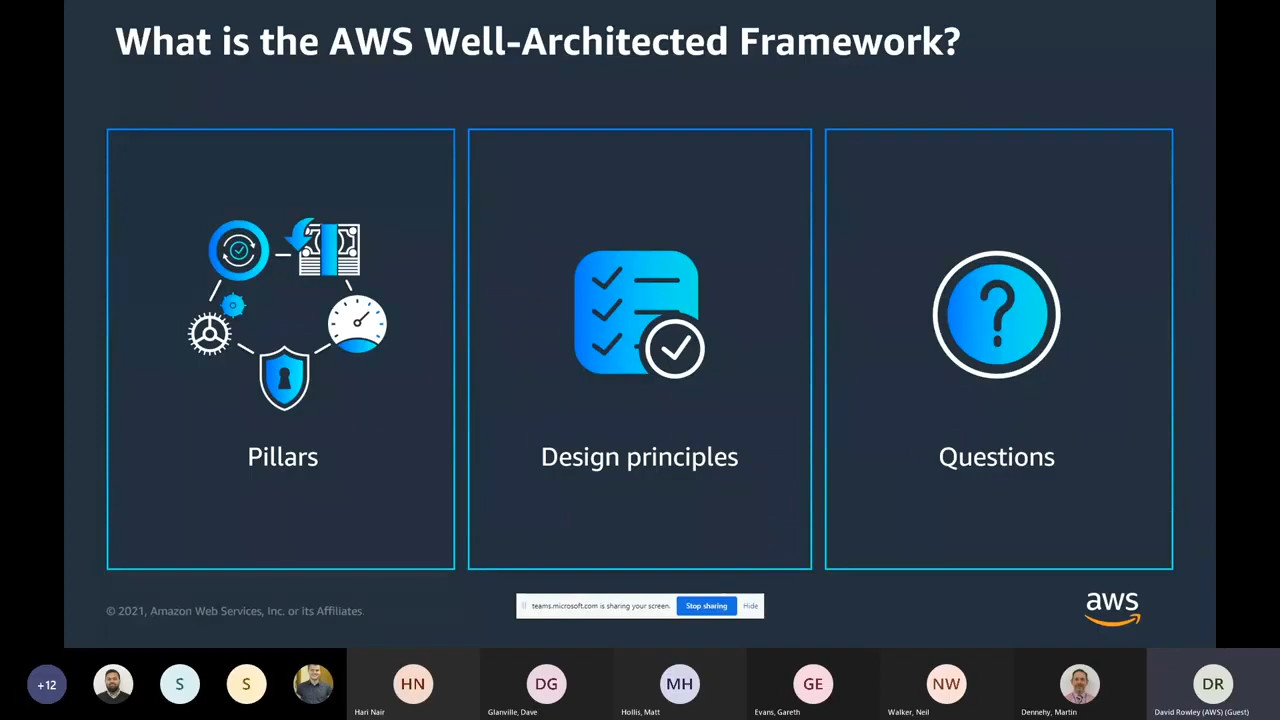 What is the AWS Well-Architected Framework?
Pillars
Design principles
?
Questions
© 2021, Amazon Web Services, Inc. or its Affiliates
teams.microsoft.com is sharing your screen.
Stop sharing
Hide
aws
+12
S
S
HN
DG
MH
GE
NW
DR
Hari Nair
Glanville, Dave
Hollis, Matt
Evans, Gareth
Walker, Neil
Dennehy, Martin
David Rowley (AWS) (Guest)